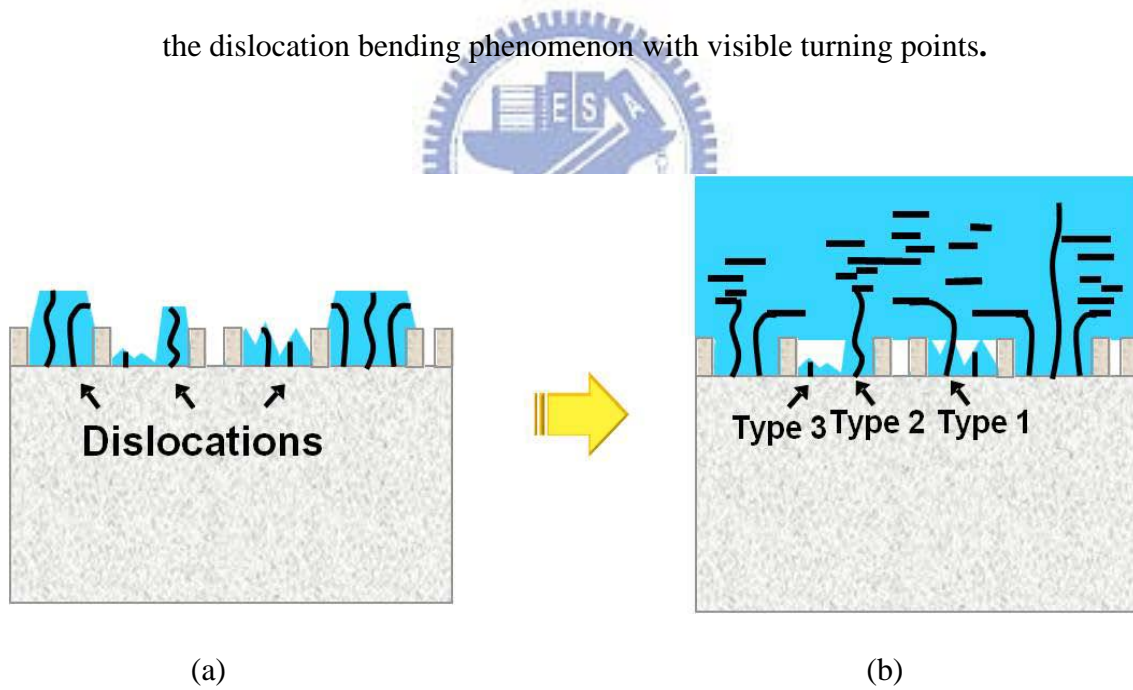 the dislocation bending phenomenon with visible turning points.
E S A
Dislocations
Type 3 Type 2 Type 1
(a) (b)